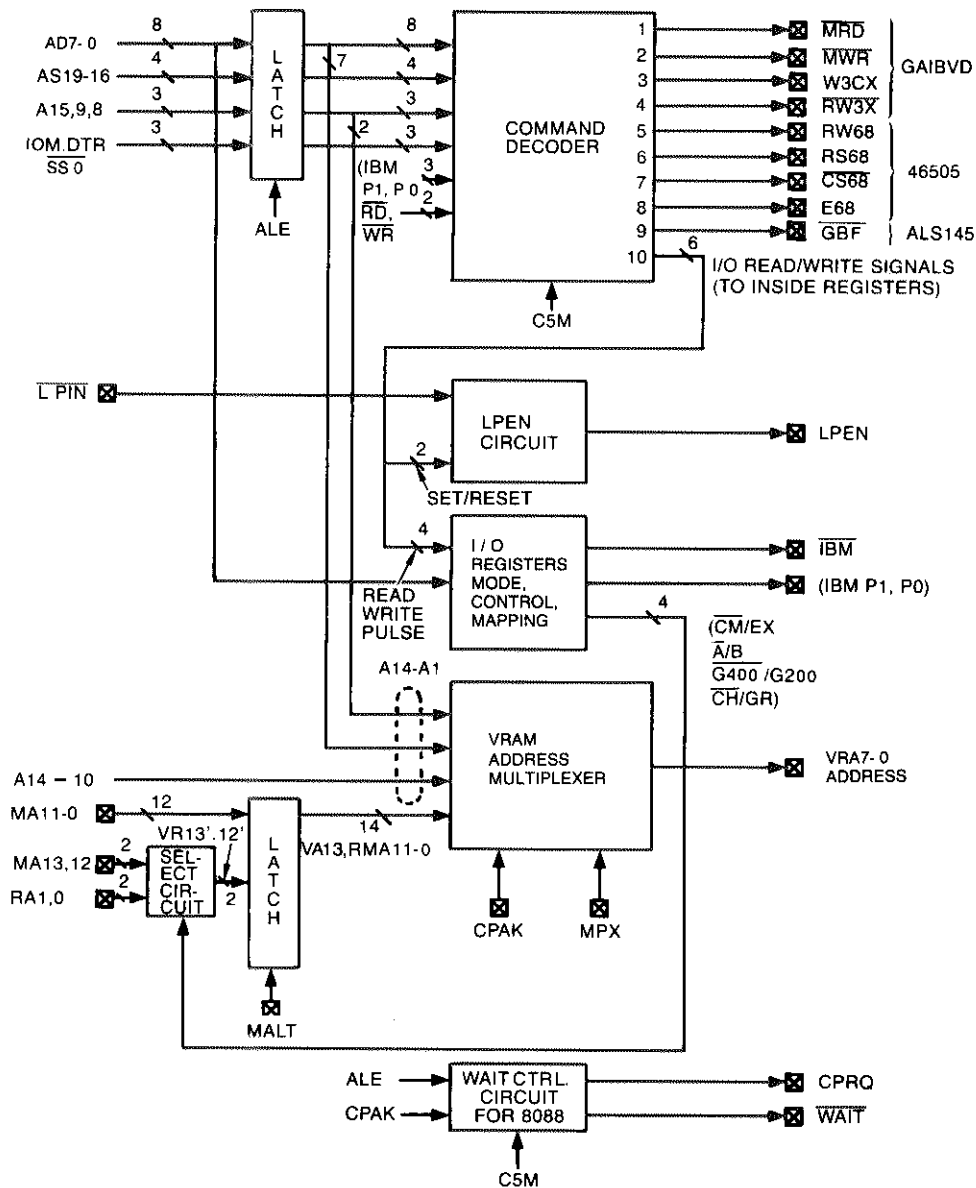 AD7-0
8
AS19-16
4
A15,9,8
3
IOM.DTR
3
SS0
LATCH
ALE
8
7
4
3
2
3
(IBM
P1, P0
3
RD,
2
WR
COMMAND
DECODER
C5M
1
2
3
4
5
6
7
8
9
10
MRD
MWR
W3CX
RW3X
GAIBVD
RW68
RS68
CS68
E68
46505
GBF
ALS145
6
I/O READ/WRITE SIGNALS
(TO INSIDE REGISTERS)
L PIN
LPEN
CIRCUIT
LPEN
2
SET/RESET
4
READ
WRITE
PULSE
I/O
REGISTERS
MODE,
CONTROL,
MAPPING
IBM
(IBM P1, P0)
4
(CM/EX
A/B
G400/G200
CH/GR)
A14-A1
VRAM
ADDRESS
MULTIPLEXER
VRA7-0
ADDRESS
A14-10
MA11-0
12
VR13'.12'
MA13,12
2
RA1,0
2
SEL-
ECT
CIR-
CUIT
2
LATCH
14
VA13,RMA11-0
MALT
CPAK
MPX
ALE
CPAK
WAIT CTRL.
CIRCUIT
FOR 8088
C5M
CPRQ
WAIT